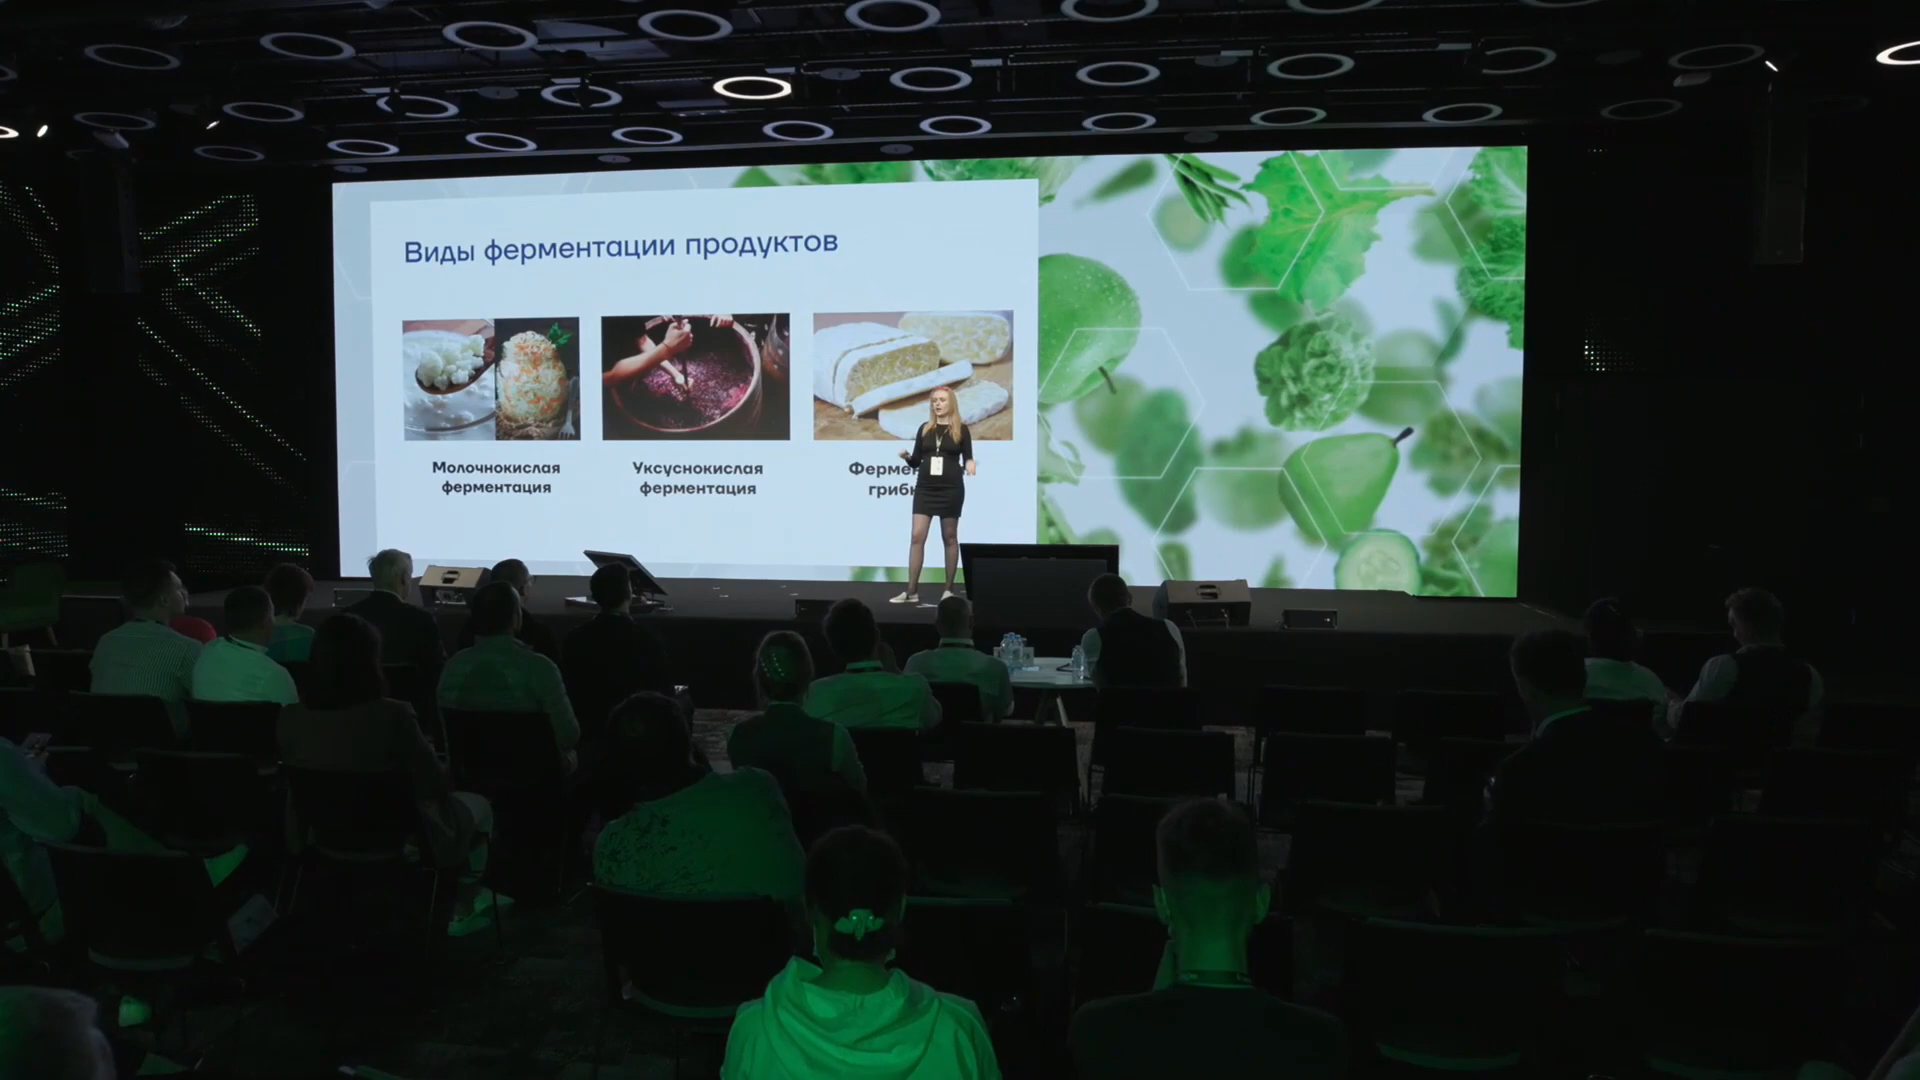 Виды ферментации продуктов
Молочнокислая
ферментация
Уксуснокислая
ферментация